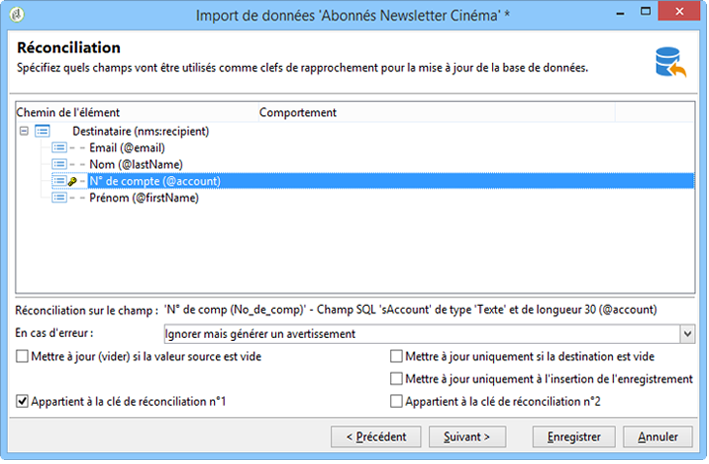 Import de données 'Abonnés Newsletter Cinéma' *
Réconciliation
Spécifiez quels champs vont être utilisés comme clefs de rapprochement pour la mise à jour de la base de données.
Chemin de l'élément Comportement
Destinataire (nms:recipient)
Email (@email)
Nom (@lastName)
N° de compte (@account)
Prénom (@firstName)
Réconciliation sur le champ : 'N° de comp (No_de_comp)' - Champ SQL 'sAccount' de type 'Texte' et de longueur 30 (@account)
En cas d'erreur : Ignorer mais générer un avertissement
Mettre à jour (vider) si la valeur source est vide Mettre à jour uniquement si la destination est vide
Mettre à jour uniquement à l'insertion de l'enregistrement
Appartient à la clé de réconciliation n°1 Appartient à la clé de réconciliation n°2
< Précédent Suivant > Enregistrer Annuler